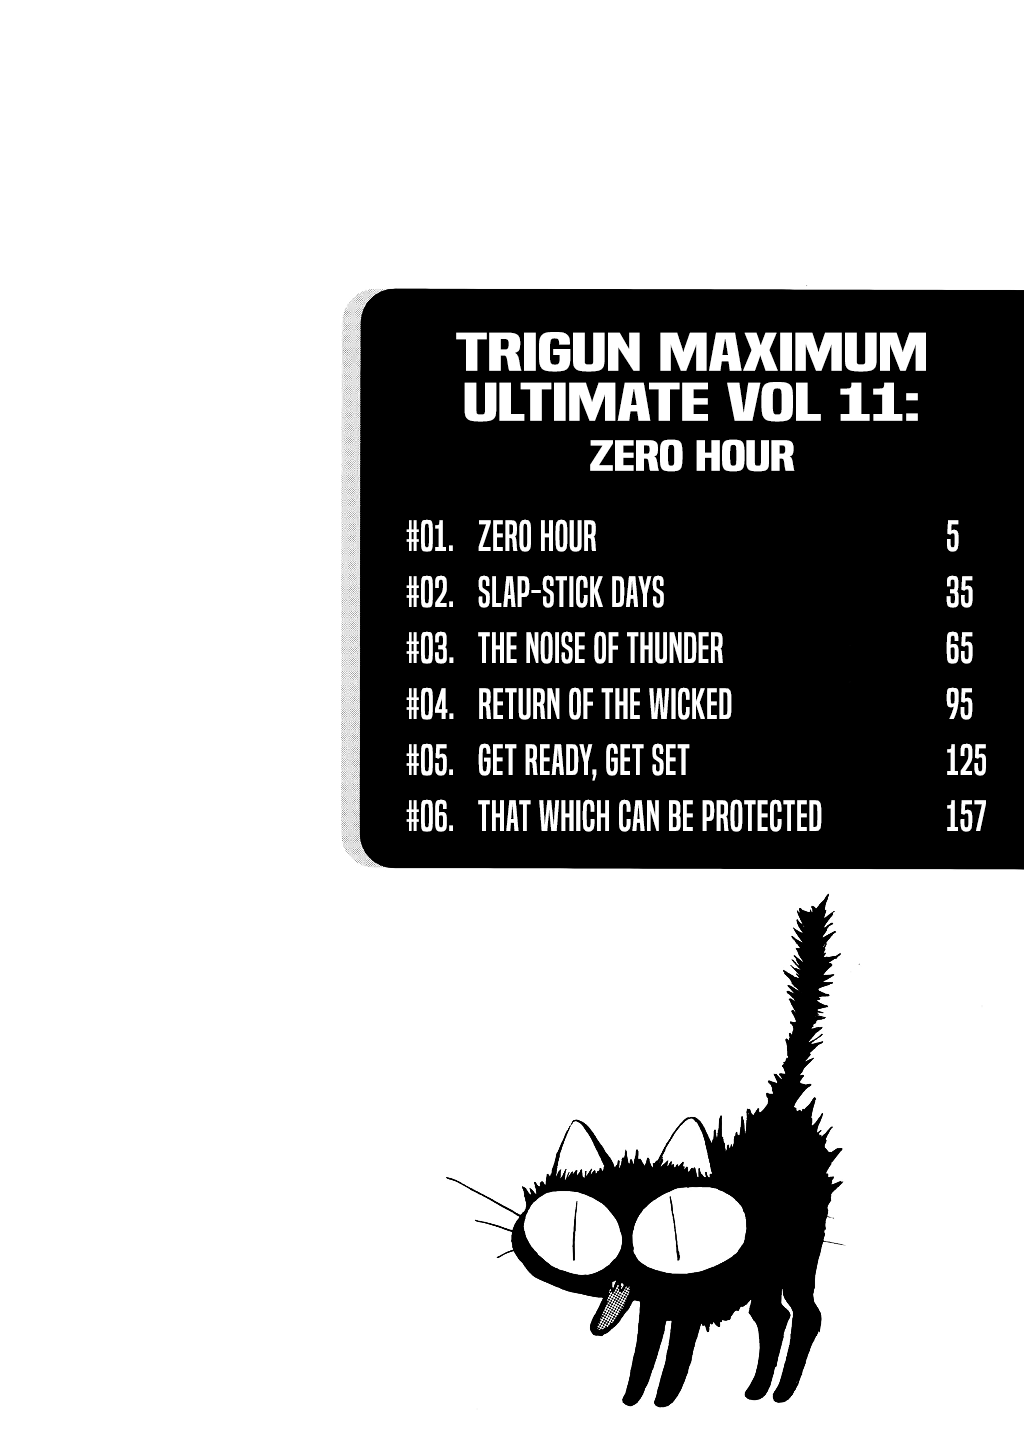 TRIGUN MAXIMUM
ULTIMATE VOL 11:
ZERO HOUR
#01. ZERO HOUR 5
#02. SLAP-STICK DAYS 35
#03. THE NOISE OF THUNDER 65
#04. RETURN OF THE WICKED 95
#05. GET READY, GET SET 125
#06. THAT WHICH CAN BE PROTECTED 157